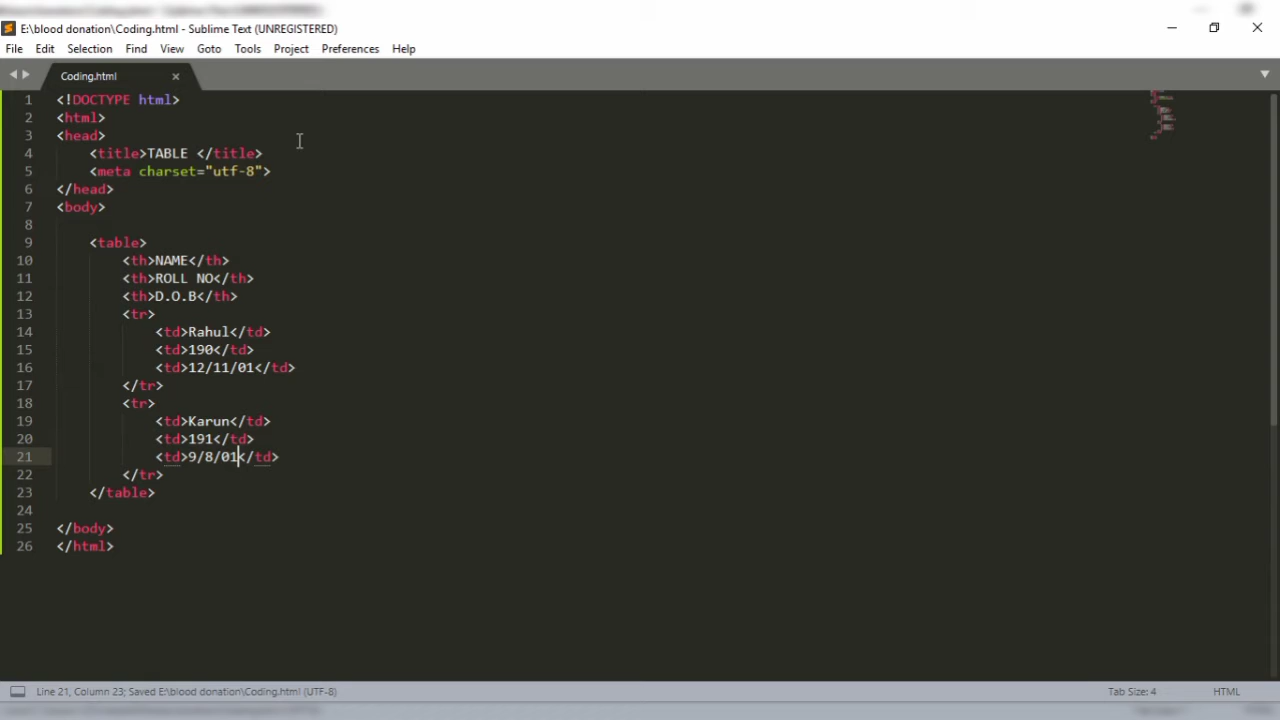 E:\blood donation\Coding.html - Sublime Text (UNREGISTERED)
File Edit Selection Find View Goto Tools Project Preferences Help
Coding.html ×
1 <!DOCTYPE html>
2 <html>
3 <head>
4     <title>TABLE </title>
5     <meta charset="utf-8">
6 </head>
7 <body>
8
9     <table>
10         <th>NAME</th>
11         <th>ROLL NO</th>
12         <th>D.O.B</th>
13         <tr>
14             <td>Rahul</td>
15             <td>190</td>
16             <td>12/11/01</td>
17         </tr>
18         <tr>
19             <td>Karun</td>
20             <td>191</td>
21             <td>9/8/01</td>
22         </tr>
23     </table>
24
25 </body>
26 </html>
Line 21, Column 23; Saved E:\blood donation\Coding.html (UTF-8) Tab Size: 4 HTML